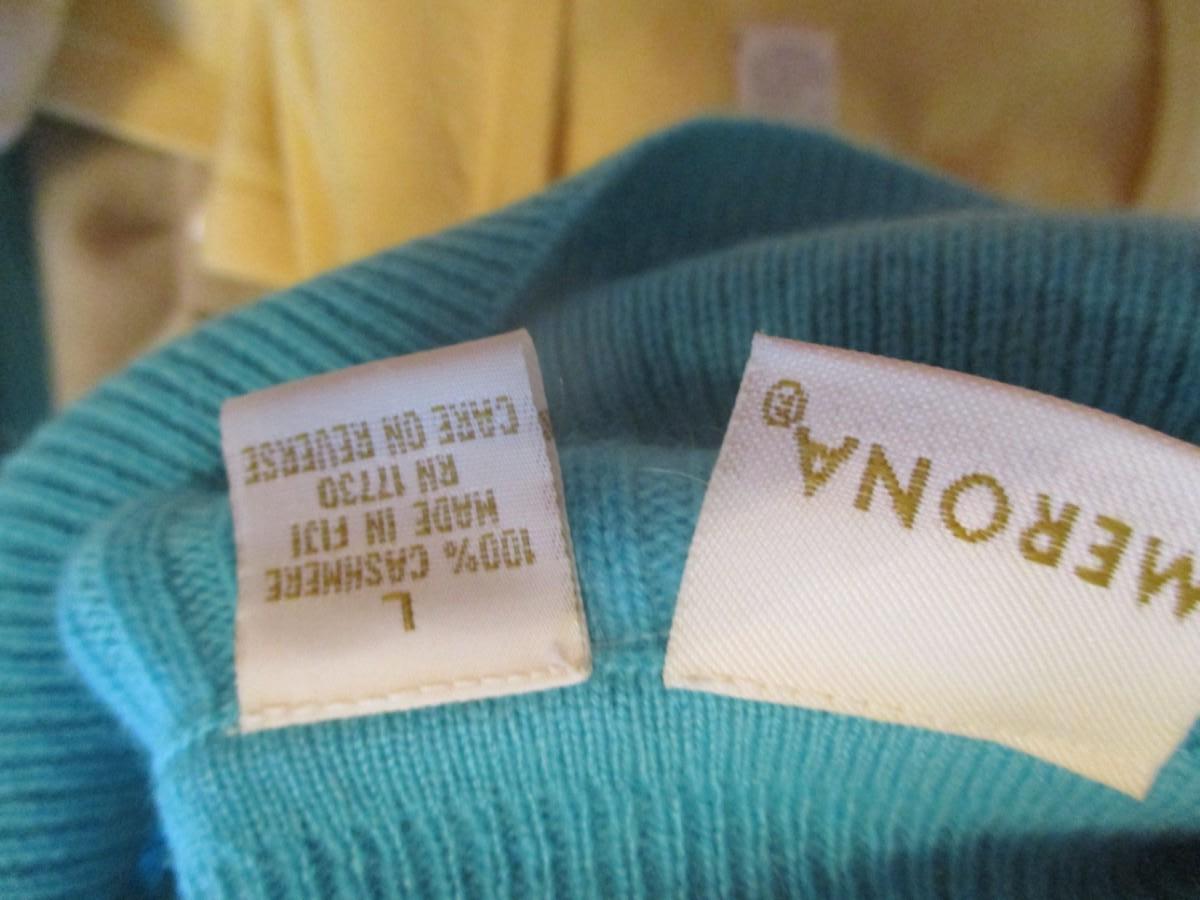 L
100% CASHMERE
MADE IN FIJI
RN 17730
CARE ON REVERSE
MERONA®